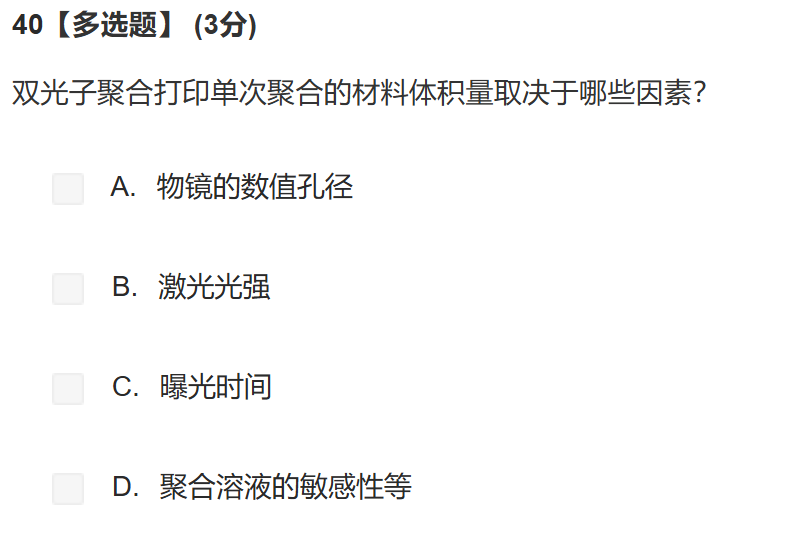 40【多选题】 (3分)
双光子聚合打印单次聚合的材料体积量取决于哪些因素？
A. 物镜的数值孔径
B. 激光光强
C. 曝光时间
D. 聚合溶液的敏感性等